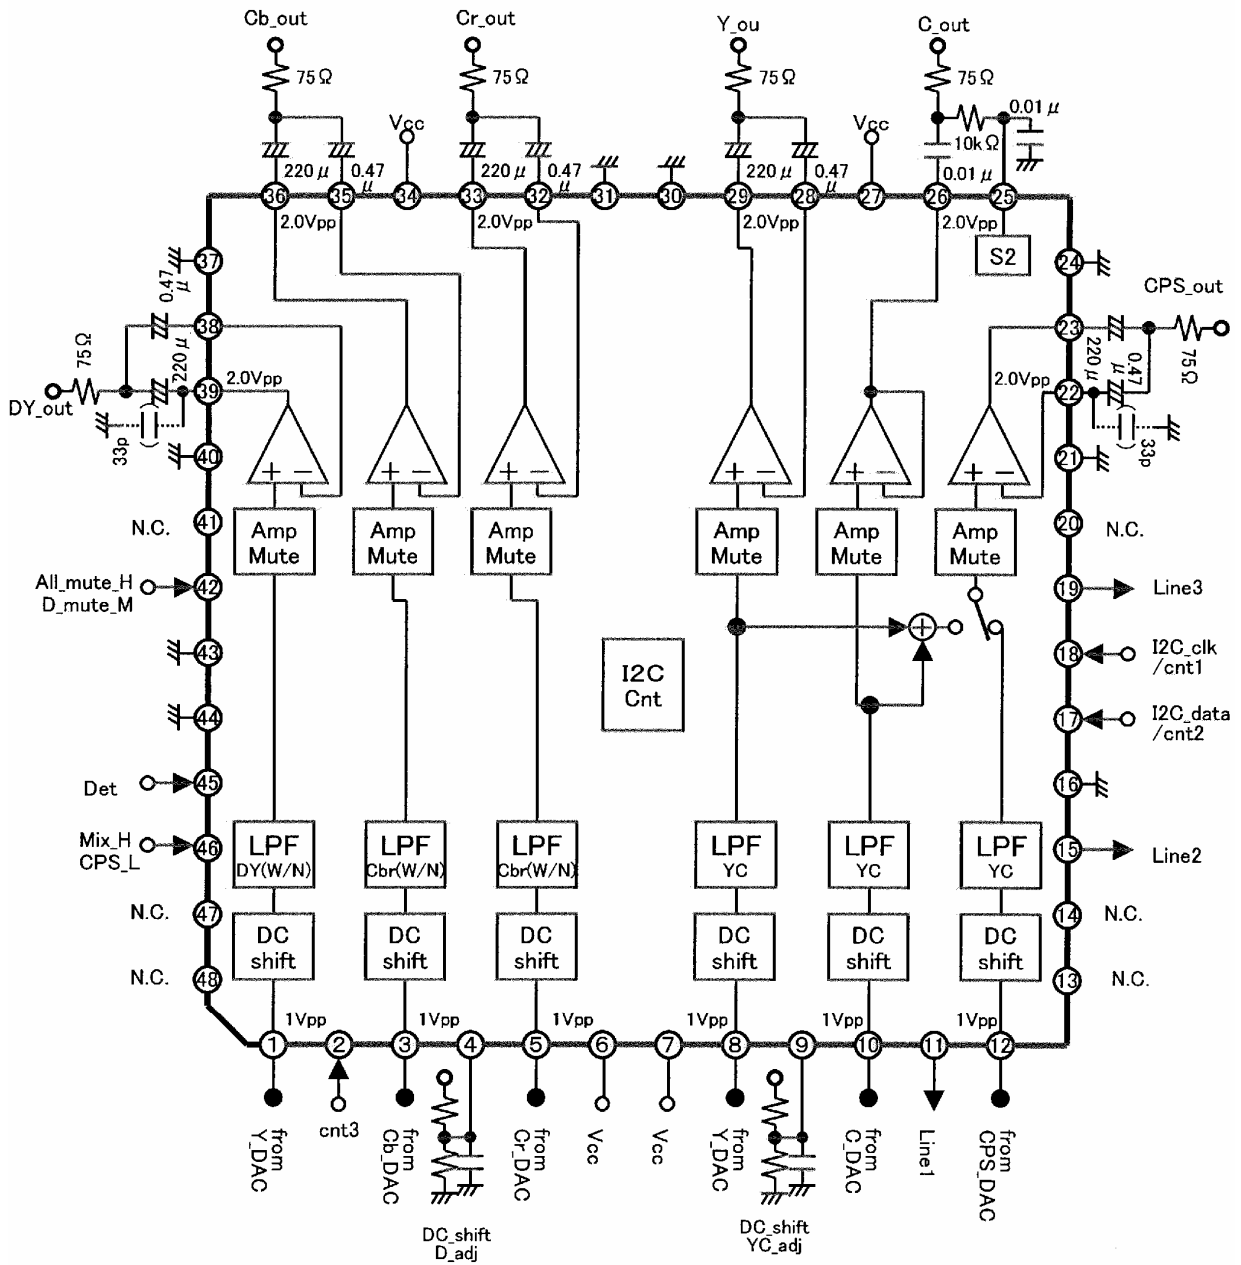 Cb_out
Cr_out
Y_ou
C_out
75Ω
75Ω
75Ω
75Ω
0.01μ
Vcc
Vcc
10kΩ
220μ
0.47μ
220μ
0.47μ
220μ
0.47μ
0.01μ
36
35
34
33
32
31
30
29
28
27
26
25
2.0Vpp
2.0Vpp
2.0Vpp
2.0Vpp
S2
37
24
CPS_out
0.47μ
38
23
75Ω
220μ
220μ
0.47μ
75Ω
DY_out
39
2.0Vpp
2.0Vpp
22
33p
33p
40
21
+ −
+ −
+ −
+ −
+ −
+ −
N.C.
41
Amp Mute
Amp Mute
Amp Mute
Amp Mute
Amp Mute
Amp Mute
20
N.C.
All_mute_H
D_mute_M
42
19
Line3
+
43
I2C
Cnt
18
I2C_clk
/cnt1
44
17
I2C_data
/cnt2
Det
45
16
Mix_H
CPS_L
46
LPF DY(W/N)
LPF Cbr(W/N)
LPF Cbr(W/N)
LPF YC
LPF YC
LPF YC
15
Line2
N.C.
47
DC shift
DC shift
DC shift
DC shift
DC shift
DC shift
14
N.C.
N.C.
48
13
N.C.
1Vpp
1Vpp
1Vpp
1Vpp
1Vpp
1Vpp
1
2
3
4
5
6
7
8
9
10
11
12
from
Y_DAC
cnt3
from
Cb_DAC
DC_shift
D_adj
from
Cr_DAC
Vcc
Vcc
from
Y_DAC
DC_shift
YC_adj
from
C_DAC
Line1
from
CPS_DAC